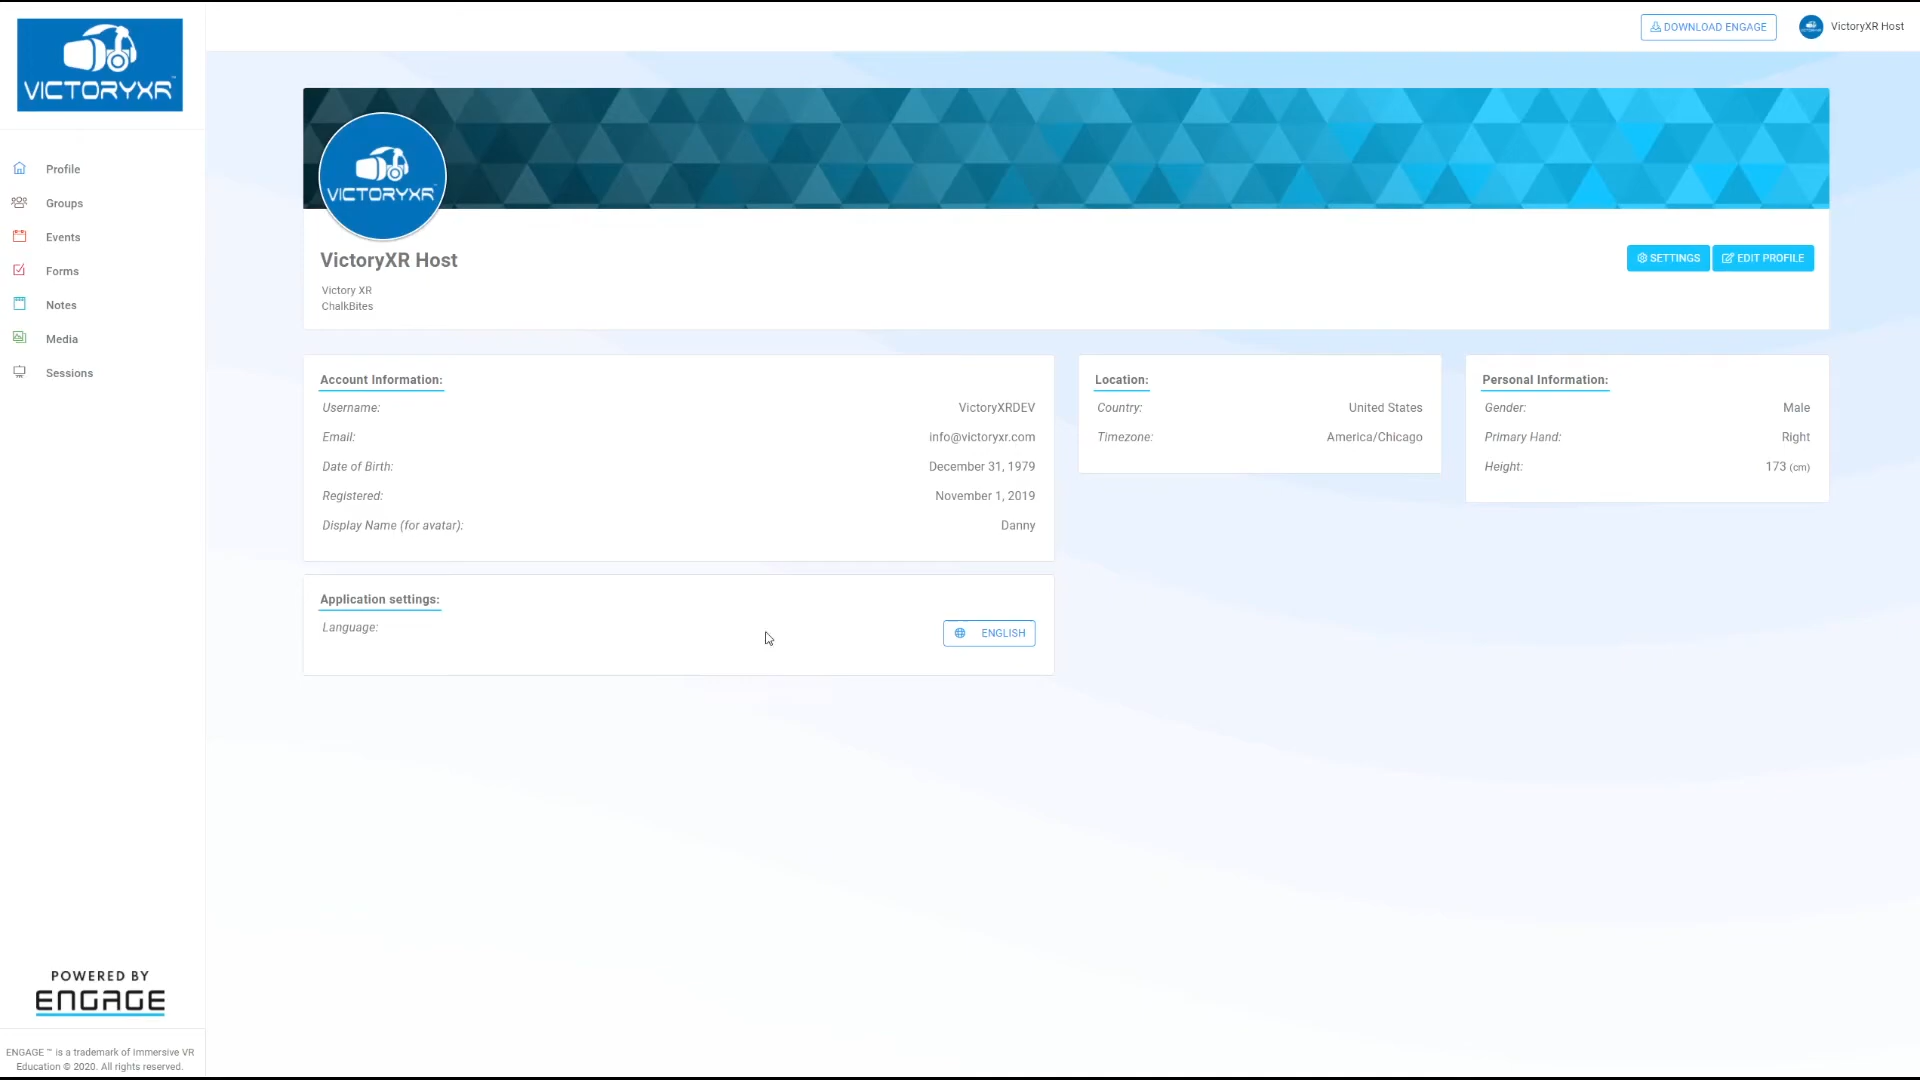 VICTORYXR™
DOWNLOAD ENGAGE
VictoryXR Host
Profile
Groups
Events
Forms
Notes
Media
Sessions
VICTORYXR™
VictoryXR Host
Victory XR
ChalkBites
SETTINGS
EDIT PROFILE
Account Information:
Username: VictoryXRDEV
Email: info@victoryxr.com
Date of Birth: December 31, 1979
Registered: November 1, 2019
Display Name (for avatar): Danny
Location:
Country: United States
Timezone: America/Chicago
Personal Information:
Gender: Male
Primary Hand: Right
Height: 173 (cm)
Application settings:
Language: ENGLISH
POWERED BY
ENGAGE
ENGAGE ™ is a trademark of Immersive VR
Education © 2020. All rights reserved.